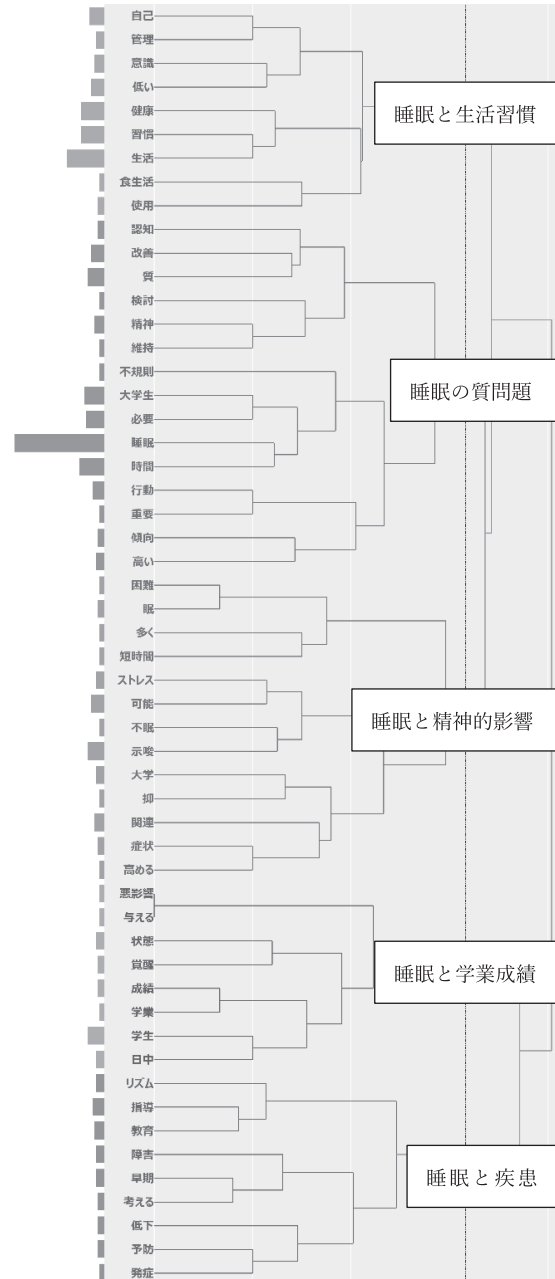 自己
管理
意識
低い
健康
睡眠と生活習慣
習慣
生活
食生活
使用
認知
改善
質
検討
精神
維持
不規則
大学生
睡眠の質問題
必要
睡眠
時間
行動
重要
傾向
高い
困難
眠
多く
短時間
ストレス
可能
睡眠と精神的影響
不眠
示唆
大学
抑
関連
症状
高める
悪影響
与える
状態
覚醒
睡眠と学業成績
成績
学業
学生
日中
リズム
指導
教育
障害
早期
睡眠と疾患
考える
低下
予防
発症